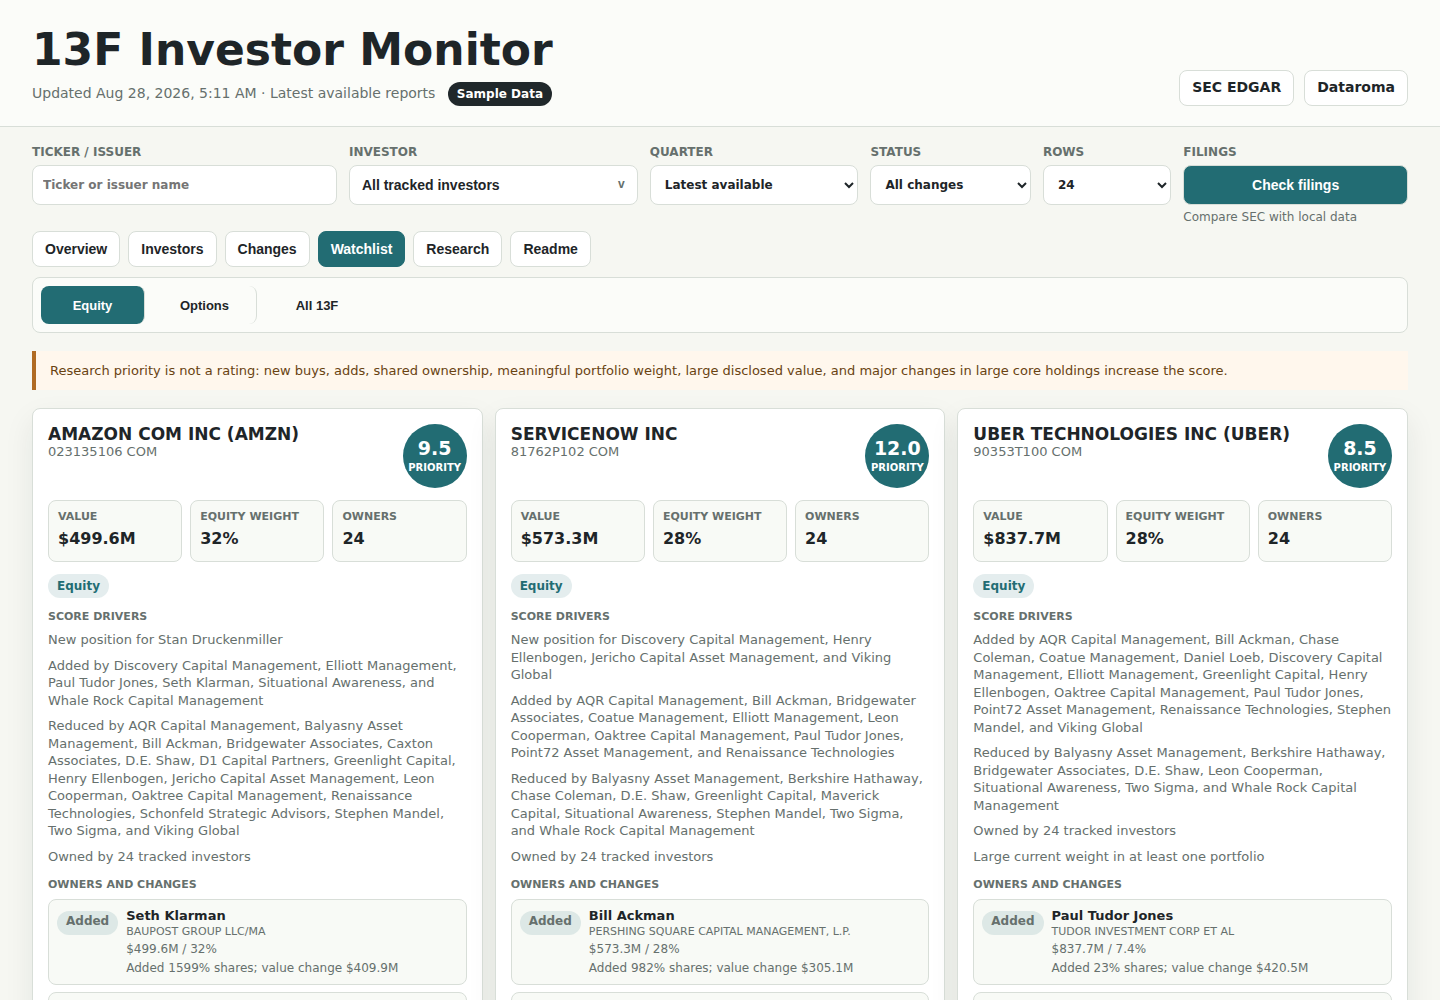 13F Investor Monitor
Updated Aug 28, 2026, 5:11 AM · Latest available reports
Sample Data
SEC EDGAR
Dataroma
TICKER / ISSUER
INVESTOR
QUARTER
STATUS
ROWS
FILINGS
Ticker or issuer name
All tracked investors
v
Latest available
All changes
24
Check filings
Compare SEC with local data
Overview
Investors
Changes
Watchlist
Research
Readme
Equity
Options
All 13F
Research priority is not a rating: new buys, adds, shared ownership, meaningful portfolio weight, large disclosed value, and major changes in large core holdings increase the score.
AMAZON COM INC (AMZN)
023135106 COM
9.5
PRIORITY
VALUE
$499.6M
EQUITY WEIGHT
32%
OWNERS
24
Equity
SCORE DRIVERS
New position for Stan Druckenmiller
Added by Discovery Capital Management, Elliott Management,
Paul Tudor Jones, Seth Klarman, Situational Awareness, and
Whale Rock Capital Management
Reduced by AQR Capital Management, Balyasny Asset
Management, Bill Ackman, Bridgewater Associates, Caxton
Associates, D.E. Shaw, D1 Capital Partners, Greenlight Capital,
Henry Ellenbogen, Jericho Capital Asset Management, Leon
Cooperman, Oaktree Capital Management, Renaissance
Technologies, Schonfeld Strategic Advisors, Stephen Mandel,
Two Sigma, and Viking Global
Owned by 24 tracked investors
OWNERS AND CHANGES
Added
Seth Klarman
BAUPOST GROUP LLC/MA
$499.6M / 32%
Added 1599% shares; value change $409.9M
SERVICENOW INC
81762P102 COM
12.0
PRIORITY
VALUE
$573.3M
EQUITY WEIGHT
28%
OWNERS
24
Equity
SCORE DRIVERS
New position for Discovery Capital Management, Henry
Ellenbogen, Jericho Capital Asset Management, and Viking
Global
Added by AQR Capital Management, Bill Ackman, Bridgewater
Associates, Coatue Management, Elliott Management, Leon
Cooperman, Oaktree Capital Management, Paul Tudor Jones,
Point72 Asset Management, and Renaissance Technologies
Reduced by Balyasny Asset Management, Berkshire Hathaway,
Chase Coleman, D.E. Shaw, Greenlight Capital, Maverick
Capital, Situational Awareness, Stephen Mandel, Two Sigma,
and Whale Rock Capital Management
Owned by 24 tracked investors
OWNERS AND CHANGES
Added
Bill Ackman
PERSHING SQUARE CAPITAL MANAGEMENT, L.P.
$573.3M / 28%
Added 982% shares; value change $305.1M
UBER TECHNOLOGIES INC (UBER)
90353T100 COM
8.5
PRIORITY
VALUE
$837.7M
EQUITY WEIGHT
28%
OWNERS
24
Equity
SCORE DRIVERS
Added by AQR Capital Management, Bill Ackman, Chase
Coleman, Coatue Management, Daniel Loeb, Discovery Capital
Management, Elliott Management, Greenlight Capital, Henry
Ellenbogen, Oaktree Capital Management, Paul Tudor Jones,
Point72 Asset Management, Renaissance Technologies, Stephen
Mandel, and Viking Global
Reduced by Balyasny Asset Management, Berkshire Hathaway,
Bridgewater Associates, D.E. Shaw, Leon Cooperman,
Situational Awareness, Two Sigma, and Whale Rock Capital
Management
Owned by 24 tracked investors
Large current weight in at least one portfolio
OWNERS AND CHANGES
Added
Paul Tudor Jones
TUDOR INVESTMENT CORP ET AL
$837.7M / 7.4%
Added 23% shares; value change $420.5M